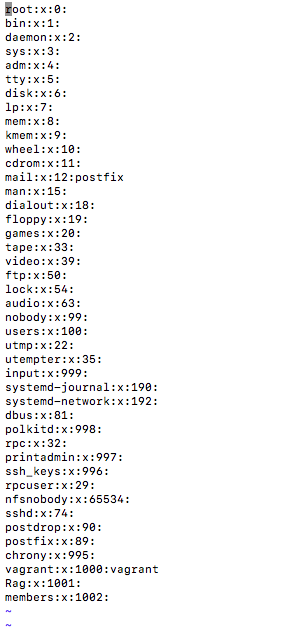 root:x:0:
bin:x:1:
daemon:x:2:
sys:x:3:
adm:x:4:
tty:x:5:
disk:x:6:
lp:x:7:
mem:x:8:
kmem:x:9:
wheel:x:10:
cdrom:x:11:
mail:x:12:postfix
man:x:15:
dialout:x:18:
floppy:x:19:
games:x:20:
tape:x:33:
video:x:39:
ftp:x:50:
lock:x:54:
audio:x:63:
nobody:x:99:
users:x:100:
utmp:x:22:
utempter:x:35:
input:x:999:
systemd-journal:x:190:
systemd-network:x:192:
dbus:x:81:
polkitd:x:998:
rpc:x:32:
printadmin:x:997:
ssh_keys:x:996:
rpcuser:x:29:
nfsnobody:x:65534:
sshd:x:74:
postdrop:x:90:
postfix:x:89:
chrony:x:995:
vagrant:x:1000:vagrant
Rag:x:1001:
members:x:1002:
~
~